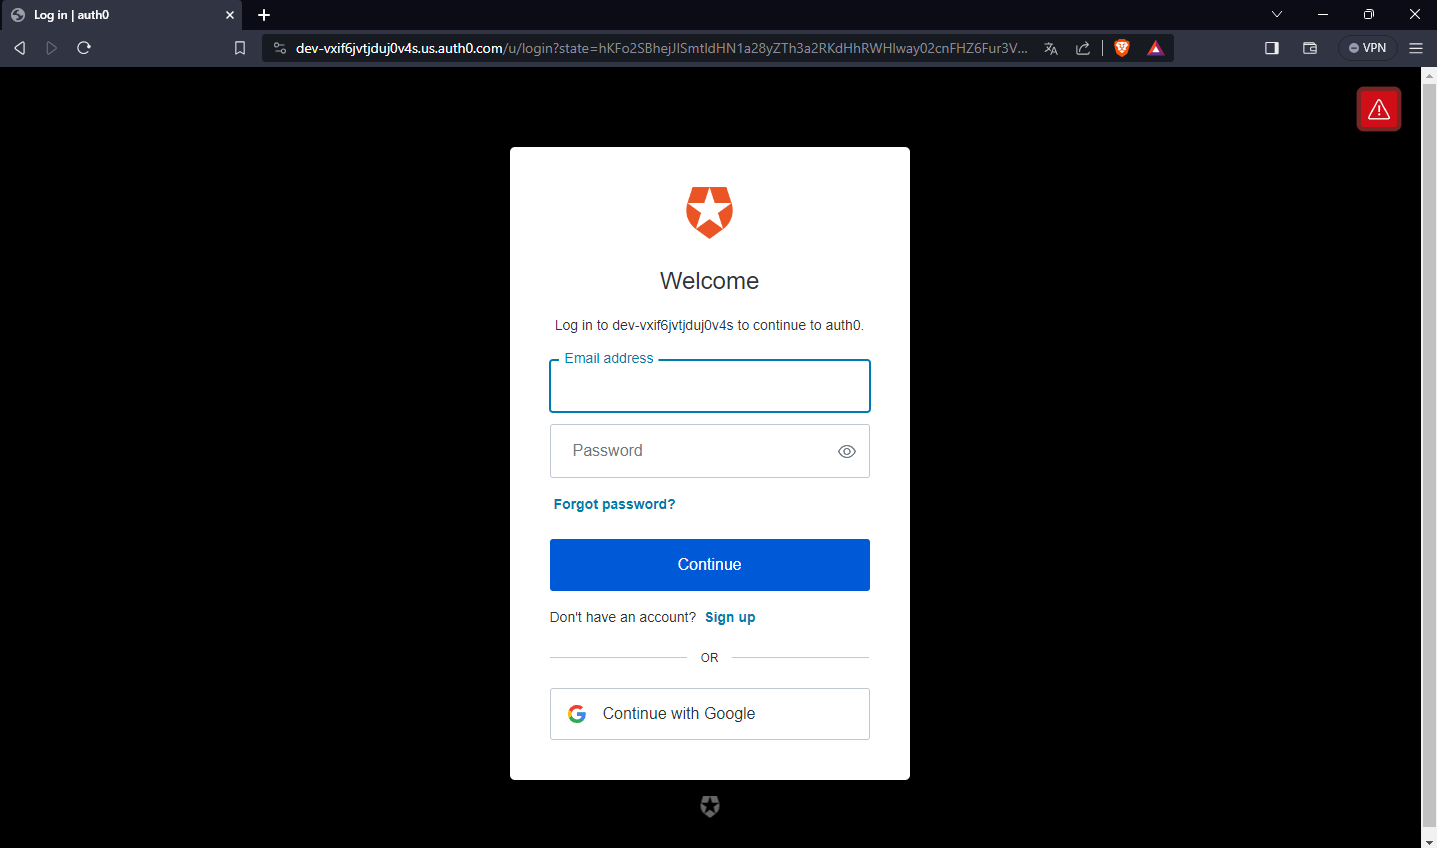 Log in | auth0
dev-vxif6jvtjduj0v4s.us.auth0.com/u/login?state=hKFo2SBhejJlSmtldHN1a28yZTh3a2RKdHhRWHlway02cnFHZ6Fur3V...
VPN
Welcome
Log in to dev-vxif6jvtjduj0v4s to continue to auth0.
Email address
Password
Forgot password?
Continue
Don't have an account? Sign up
OR
Continue with Google